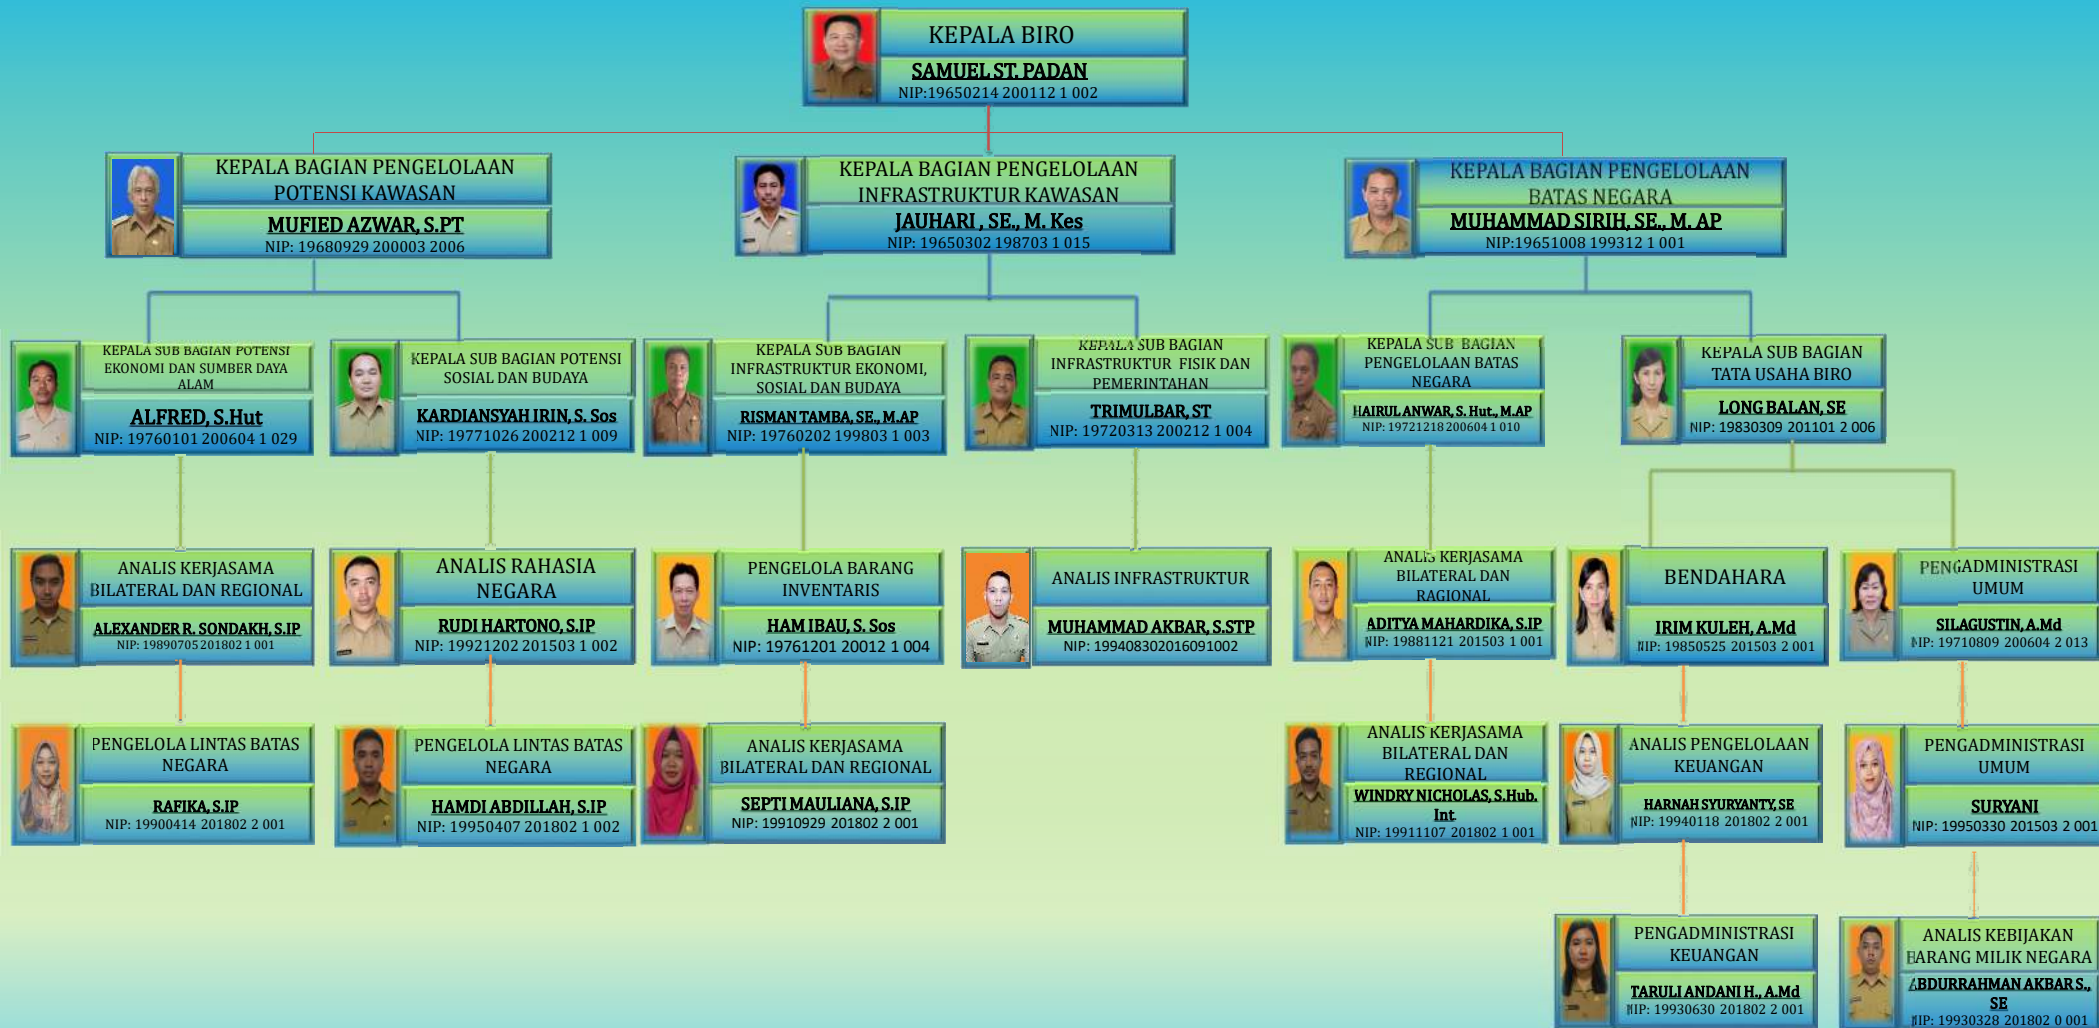 KEPALA BIRO
SAMUEL ST. PADAN
NIP:19650214 200112 1 002
KEPALA BAGIAN PENGELOLAAN
POTENSI KAWASAN
MUFIED AZWAR, S.PT
NIP: 19680929 200003 2006
KEPALA BAGIAN PENGELOLAAN
INFRASTRUKTUR KAWASAN
JAUHARI , SE., M. Kes
NIP: 19650302 198703 1 015
KEPALA BAGIAN PENGELOLAAN
BATAS NEGARA
MUHAMMAD SIRIH, SE., M. AP
NIP:19651008 199312 1 001
KEPALA SUB BAGIAN POTENSI
EKONOMI DAN SUMBER DAYA
ALAM
ALFRED, S.Hut
NIP: 19760101 200604 1 029
KEPALA SUB BAGIAN POTENSI
SOSIAL DAN BUDAYA
KARDIANSYAH IRIN, S. Sos
NIP: 19771026 200212 1 009
KEPALA SUB BAGIAN
INFRASTRUKTUR EKONOMI,
SOSIAL DAN BUDAYA
RISMAN TAMBA, SE., M.AP
NIP: 19760202 199803 1 003
KEPALA SUB BAGIAN
INFRASTRUKTUR FISIK DAN
PEMERINTAHAN
TRIMULBAR, ST
NIP: 19720313 200212 1 004
KEPALA SUB BAGIAN
PENGELOLAAN BATAS
NEGARA
HAIRUL ANWAR, S. Hut., M.AP
NIP: 19721218 200604 1 010
KEPALA SUB BAGIAN
TATA USAHA BIRO
LONG BALAN, SE
NIP: 19830309 201101 2 006
ANALIS KERJASAMA
BILATERAL DAN REGIONAL
ALEXANDER R. SONDAKH, S.IP
NIP: 19890705 201802 1 001
ANALIS RAHASIA
NEGARA
RUDI HARTONO, S.IP
NIP: 19921202 201503 1 002
PENGELOLA BARANG
INVENTARIS
HAM IBAU, S. Sos
NIP: 19761201 20012 1 004
ANALIS INFRASTRUKTUR
MUHAMMAD AKBAR, S.STP
NIP: 199408302016091002
ANALIS KERJASAMA
BILATERAL DAN
RAGIONAL
ADITYA MAHARDIKA, S.IP
NIP: 19881121 201503 1 001
BENDAHARA
IRIM KULEH, A.Md
NIP: 19850525 201503 2 001
PENGADMINISTRASI
UMUM
SILAGUSTIN, A.Md
NIP: 19710809 200604 2 013
PENGELOLA LINTAS BATAS
NEGARA
RAFIKA, S.IP
NIP: 19900414 201802 2 001
PENGELOLA LINTAS BATAS
NEGARA
HAMDI ABDILLAH, S.IP
NIP: 19950407 201802 1 002
ANALIS KERJASAMA
BILATERAL DAN REGIONAL
SEPTI MAULIANA, S.IP
NIP: 19910929 201802 2 001
ANALIS KERJASAMA
BILATERAL DAN
REGIONAL
WINDRY NICHOLAS, S.Hub.
Int.
NIP: 19911107 201802 1 001
ANALIS PENGELOLAAN
KEUANGAN
HARNAH SYURYANTY, SE
NIP: 19940118 201802 2 001
PENGADMINISTRASI
UMUM
SURYANI
NIP: 19950330 201503 2 001
PENGADMINISTRASI
KEUANGAN
TARULI ANDANI H., A.Md
NIP: 19930630 201802 2 001
ANALIS KEBIJAKAN
BARANG MILIK NEGARA
ABDURRAHMAN AKBAR S.,
SE
NIP: 19930328 201802 0 001